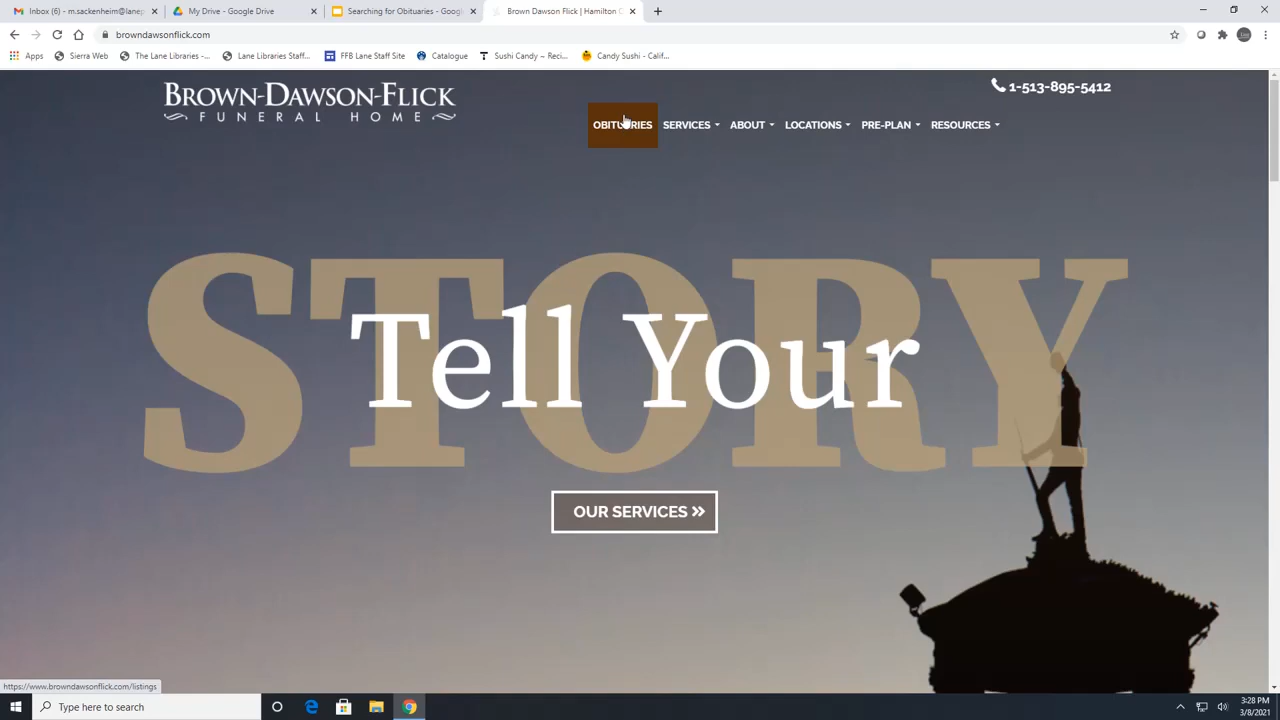 Inbox (6) - m.sackenheim@lanep
My Drive - Google Drive
Searching for Obituaries - Google
Brown Dawson Flick | Hamilton O
browndawsonflick.com
Apps
Sierra Web
The Lane Libraries -...
Lane Libraries Staff...
FFB Lane Staff Site
Catalogue
Sushi Candy ~ Reci...
Candy Sushi - Calif...
BROWN-DAWSON-FLICK
FUNERAL HOME
1-513-895-5412
OBITUARIES
SERVICES
ABOUT
LOCATIONS
PRE-PLAN
RESOURCES
STORY
Tell Your
OUR SERVICES »
https://www.browndawsonflick.com/listings
Type here to search
3:28 PM
3/8/2021